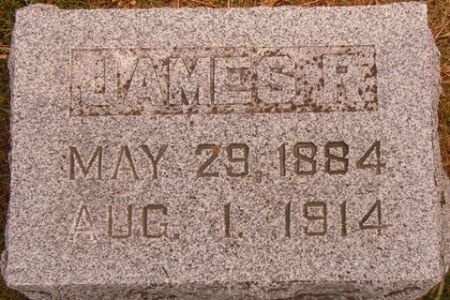 JAMES R.
MAY 29, 1884
AUG. 1. 1914